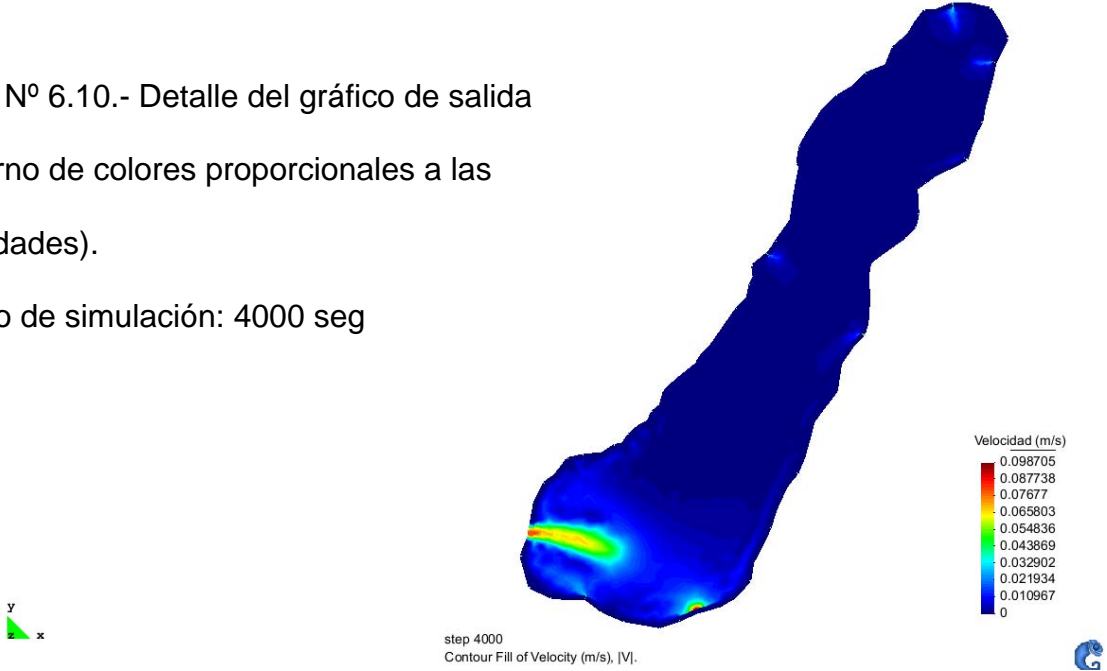 Nº 6.10.- Detalle del gráfico de salida
rno de colores proporcionales a las
dades).
o de simulación: 4000 seg
Velocidad (m/s)
0.098705
0.087738
0.07677
0.065803
0.054836
0.043869
0.032902
0.021934
0.010967
0
y
z x
step 4000
Contour Fill of Velocity (m/s), |V|.